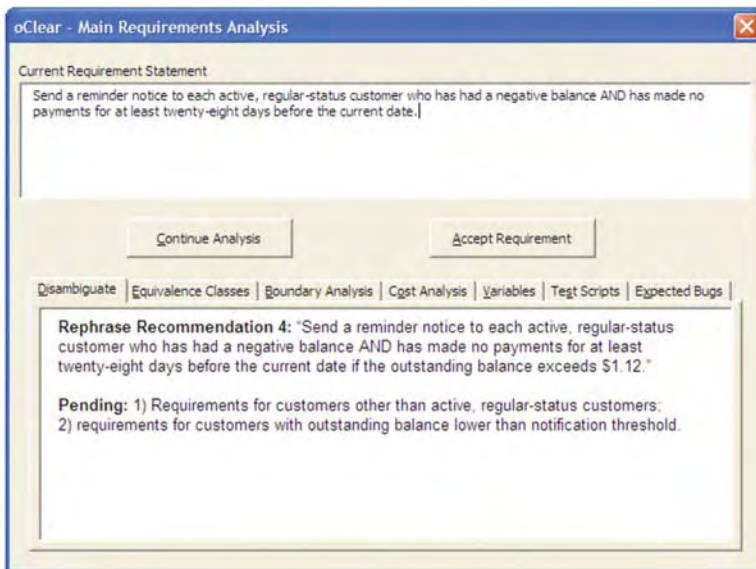 oClear - Main Requirements Analysis
Current Requirement Statement
Send a reminder notice to each active, regular-status customer who has had a negative balance AND has made no
payments for at least twenty-eight days before the current date.
Continue Analysis Accept Requirement
Disambiguate Equivalence Classes Boundary Analysis Cost Analysis Variables Test Scripts Expected Bugs
Rephrase Recommendation 4: "Send a reminder notice to each active, regular-status
customer who has had a negative balance AND has made no payments for at least
twenty-eight days before the current date if the outstanding balance exceeds $1.12."
Pending: 1) Requirements for customers other than active, regular-status customers;
2) requirements for customers with outstanding balance lower than notification threshold.